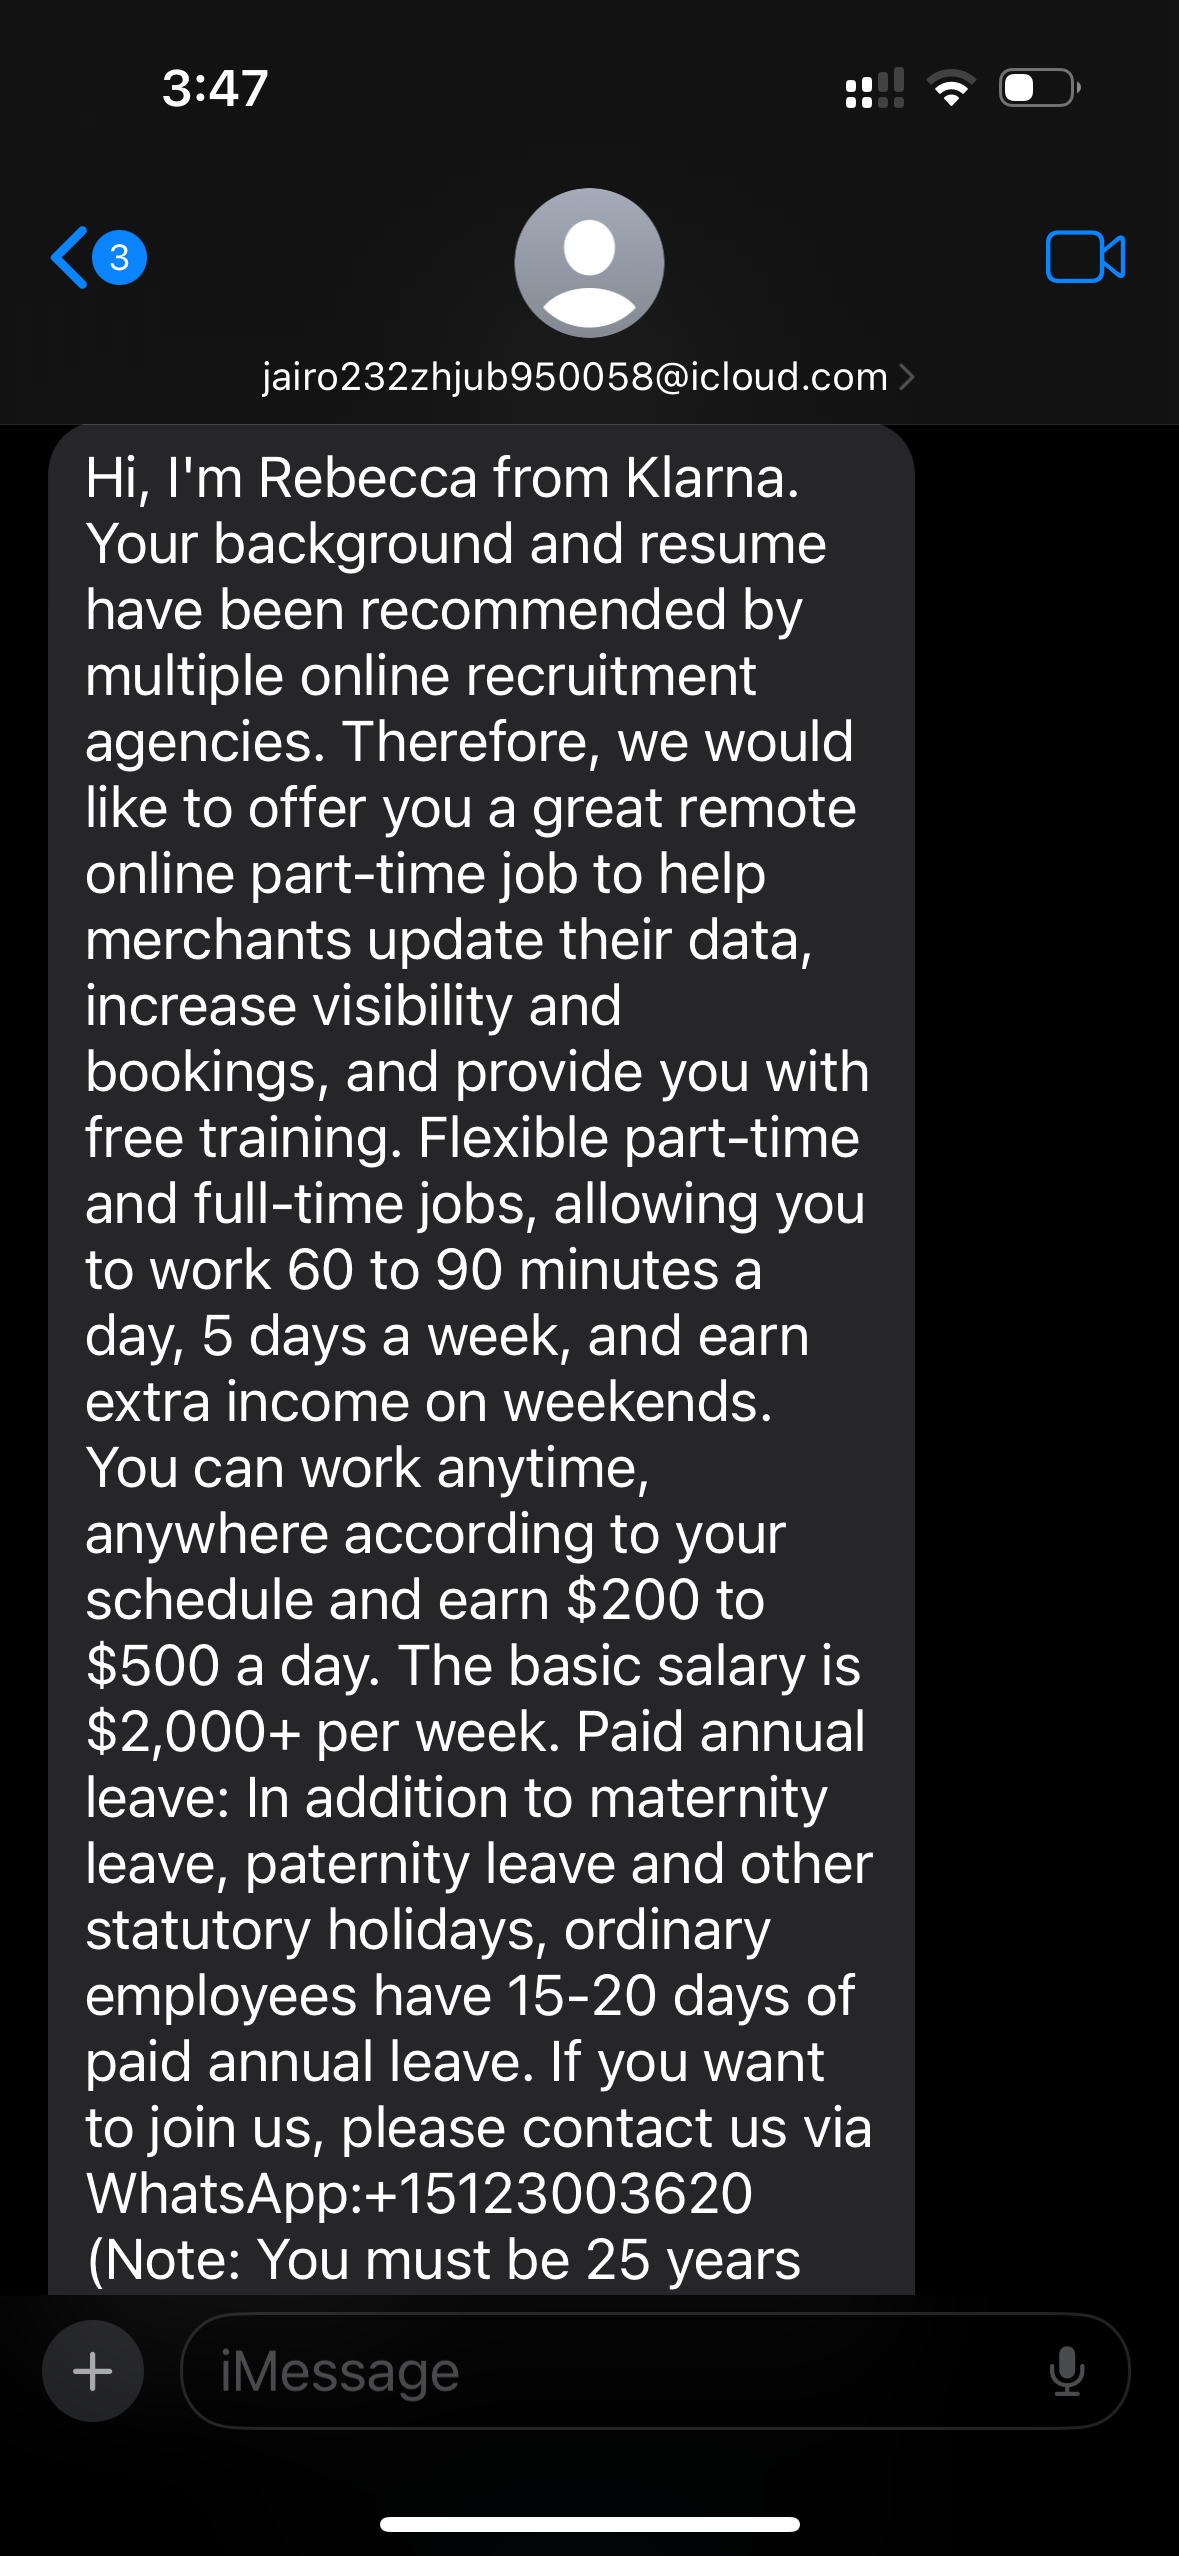 3:47
3
jairo232zhjub950058@icloud.com
Hi, I'm Rebecca from Klarna.
Your background and resume
have been recommended by
multiple online recruitment
agencies. Therefore, we would
like to offer you a great remote
online part-time job to help
merchants update their data,
increase visibility and
bookings, and provide you with
free training. Flexible part-time
and full-time jobs, allowing you
to work 60 to 90 minutes a
day, 5 days a week, and earn
extra income on weekends.
You can work anytime,
anywhere according to your
schedule and earn $200 to
$500 a day. The basic salary is
$2,000+ per week. Paid annual
leave: In addition to maternity
leave, paternity leave and other
statutory holidays, ordinary
employees have 15-20 days of
paid annual leave. If you want
to join us, please contact us via
WhatsApp:+15123003620
(Note: You must be 25 years
iMessage